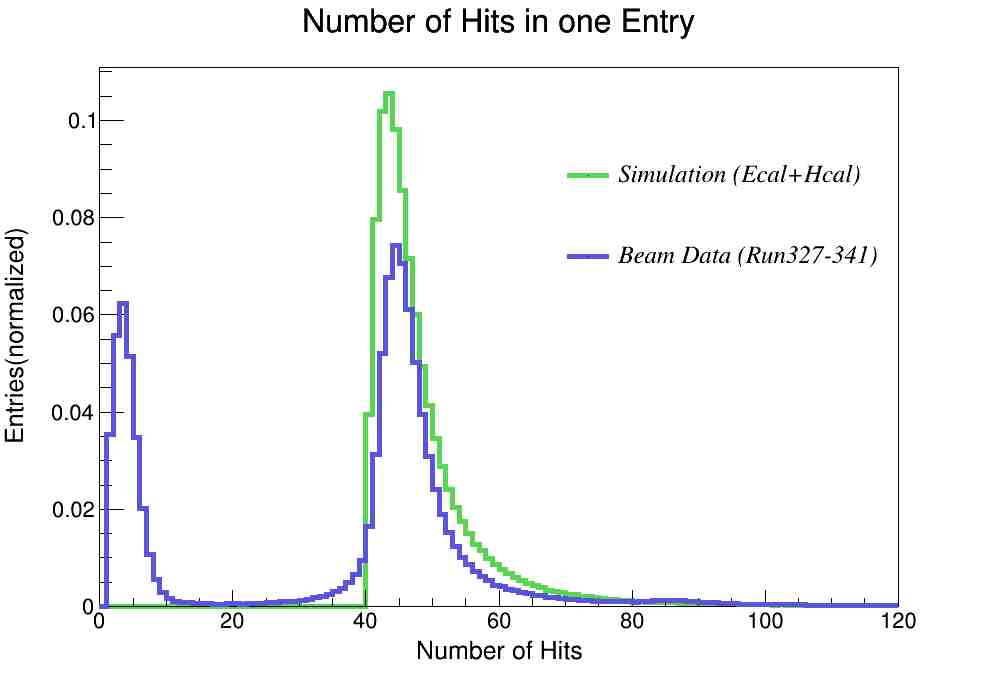 Number of Hits in one Entry
Entries(normalized)
0.1
0.08
0.06
0.04
0.02
0
Simulation (Ecal+Hcal)
Beam Data (Run327-341)
0 20 40 60 80 100 120
Number of Hits